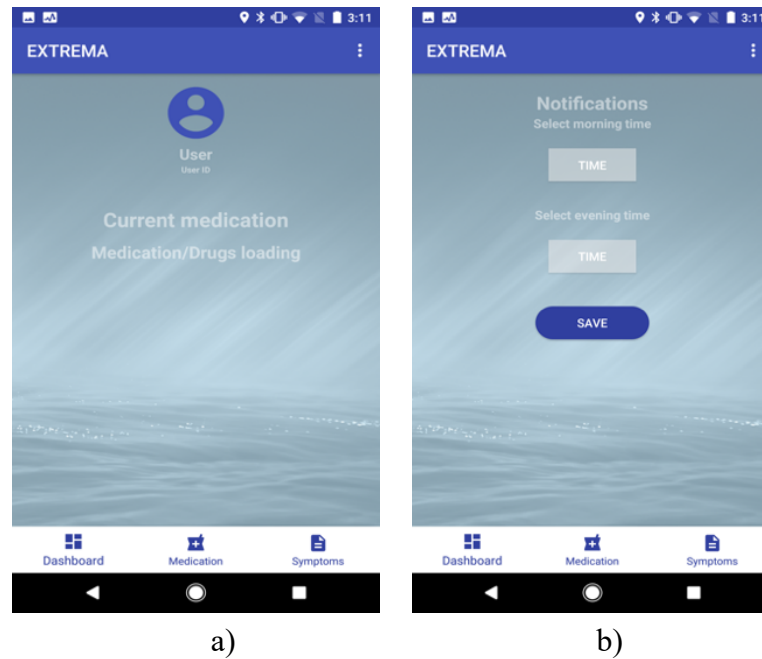 3:11
EXTREMA
User
User ID
Current medication
Medication/Drugs loading
Dashboard Medication Symptoms
a)
3:11
EXTREMA
Notifications
Select morning time
TIME
Select evening time
TIME
SAVE
Dashboard Medication Symptoms
b)